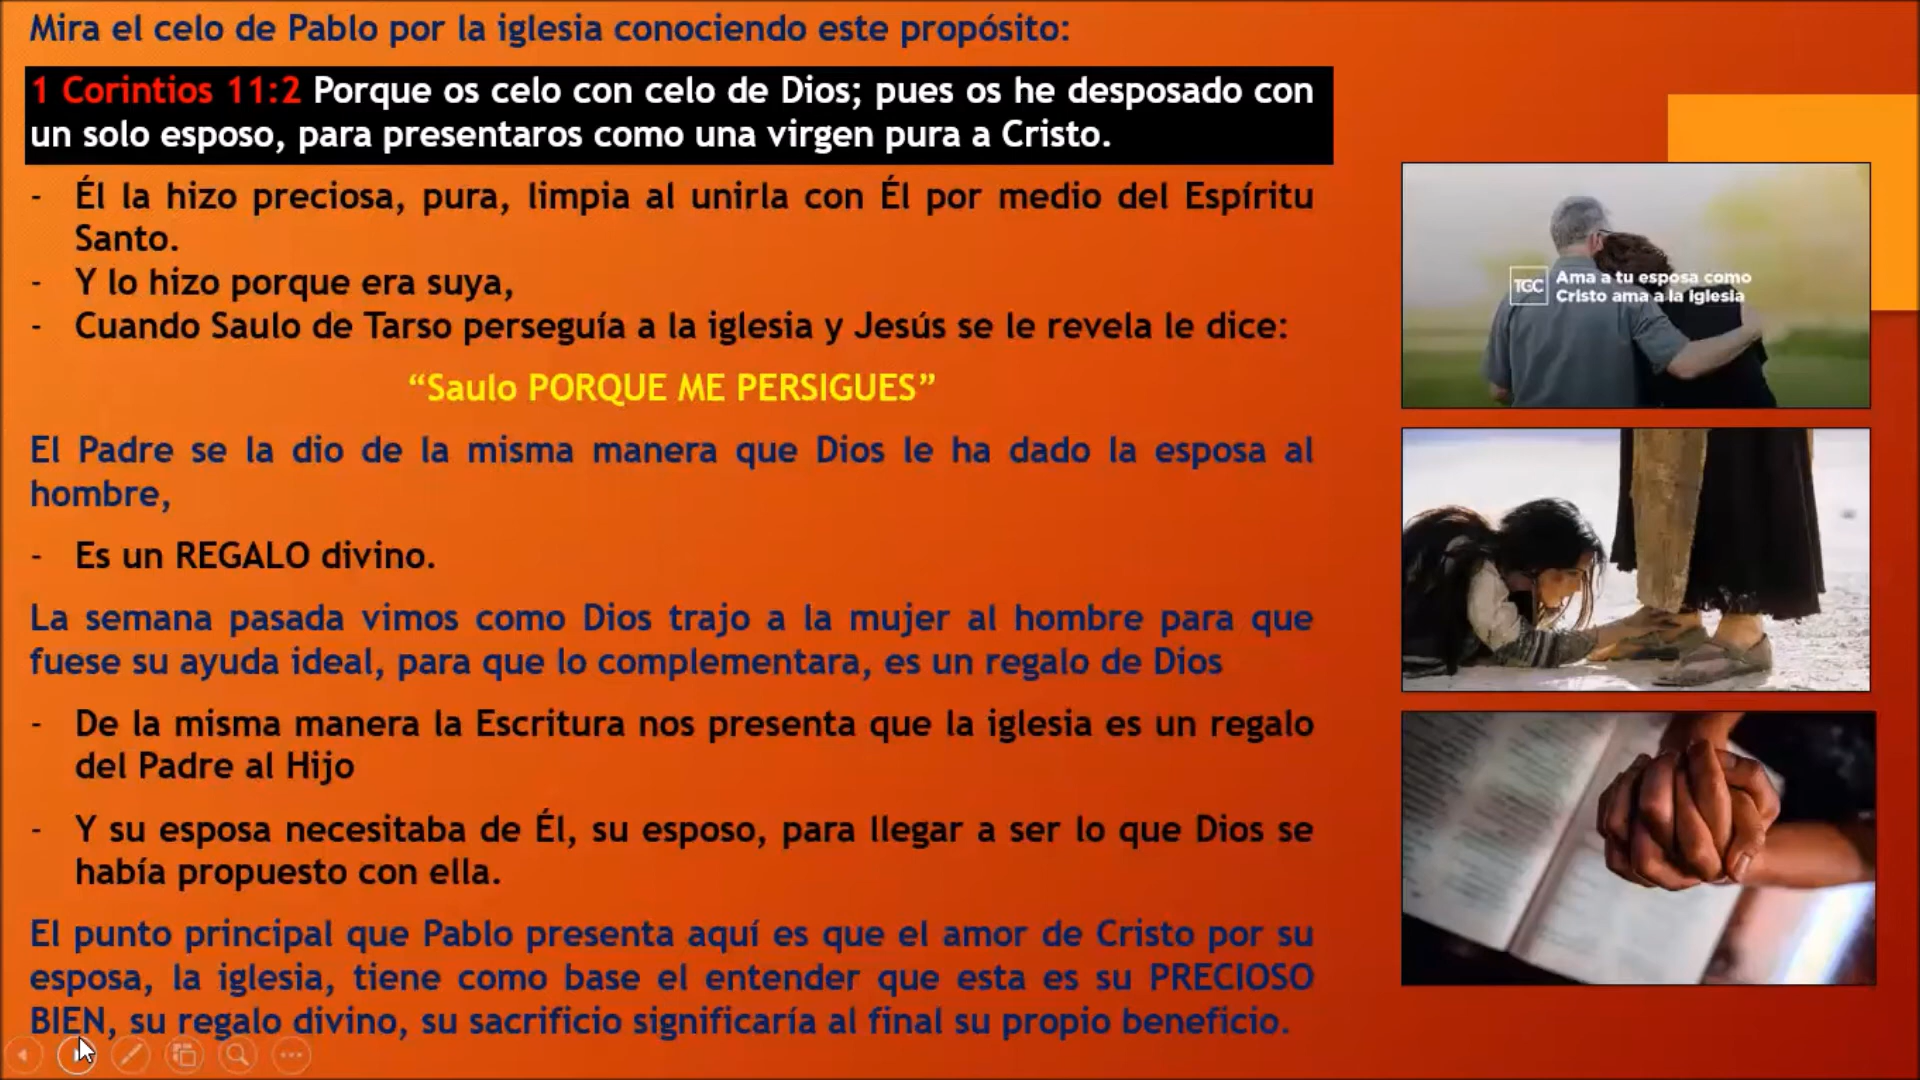 Mira el celo de Pablo por la iglesia conociendo este propósito:
1 Corintios 11:2 Porque os celo con celo de Dios; pues os he desposado con
un solo esposo, para presentaros como una virgen pura a Cristo.
- Él la hizo preciosa, pura, limpia al unirla con Él por medio del Espíritu
Santo.
- Y lo hizo porque era suya,
- Cuando Saulo de Tarso perseguía a la iglesia y Jesús se le revela le dice:
“Saulo PORQUE ME PERSIGUES”
El Padre se la dio de la misma manera que Dios le ha dado la esposa al
hombre,
- Es un REGALO divino.
La semana pasada vimos como Dios trajo a la mujer al hombre para que
fuese su ayuda ideal, para que lo complementara, es un regalo de Dios
- De la misma manera la Escritura nos presenta que la iglesia es un regalo
del Padre al Hijo
- Y su esposa necesitaba de Él, su esposo, para llegar a ser lo que Dios se
había propuesto con ella.
El punto principal que Pablo presenta aquí es que el amor de Cristo por su
esposa, la iglesia, tiene como base el entender que esta es su PRECIOSO
BIEN, su regalo divino, su sacrificio significaría al final su propio beneficio.
TGC
Ama a tu esposa como
Cristo ama a la iglesia